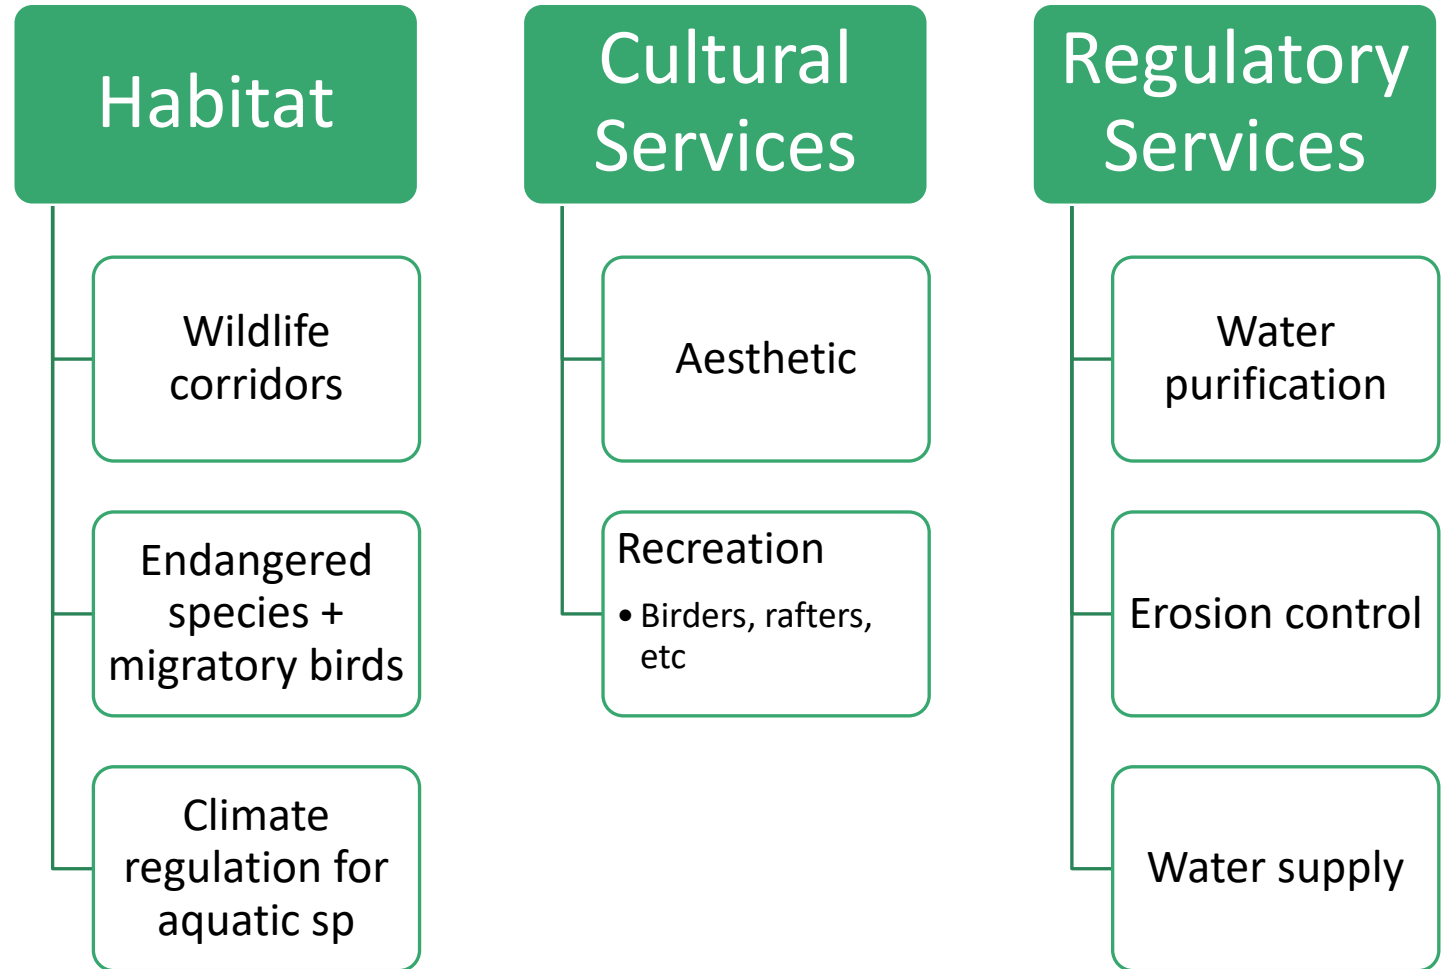 Habitat
Wildlife
corridors
Endangered
species +
migratory birds
Climate
regulation for
aquatic sp
Cultural
Services
Aesthetic
Recreation
• Birders, rafters,
etc
Regulatory
Services
Water
purification
Erosion control
Water supply